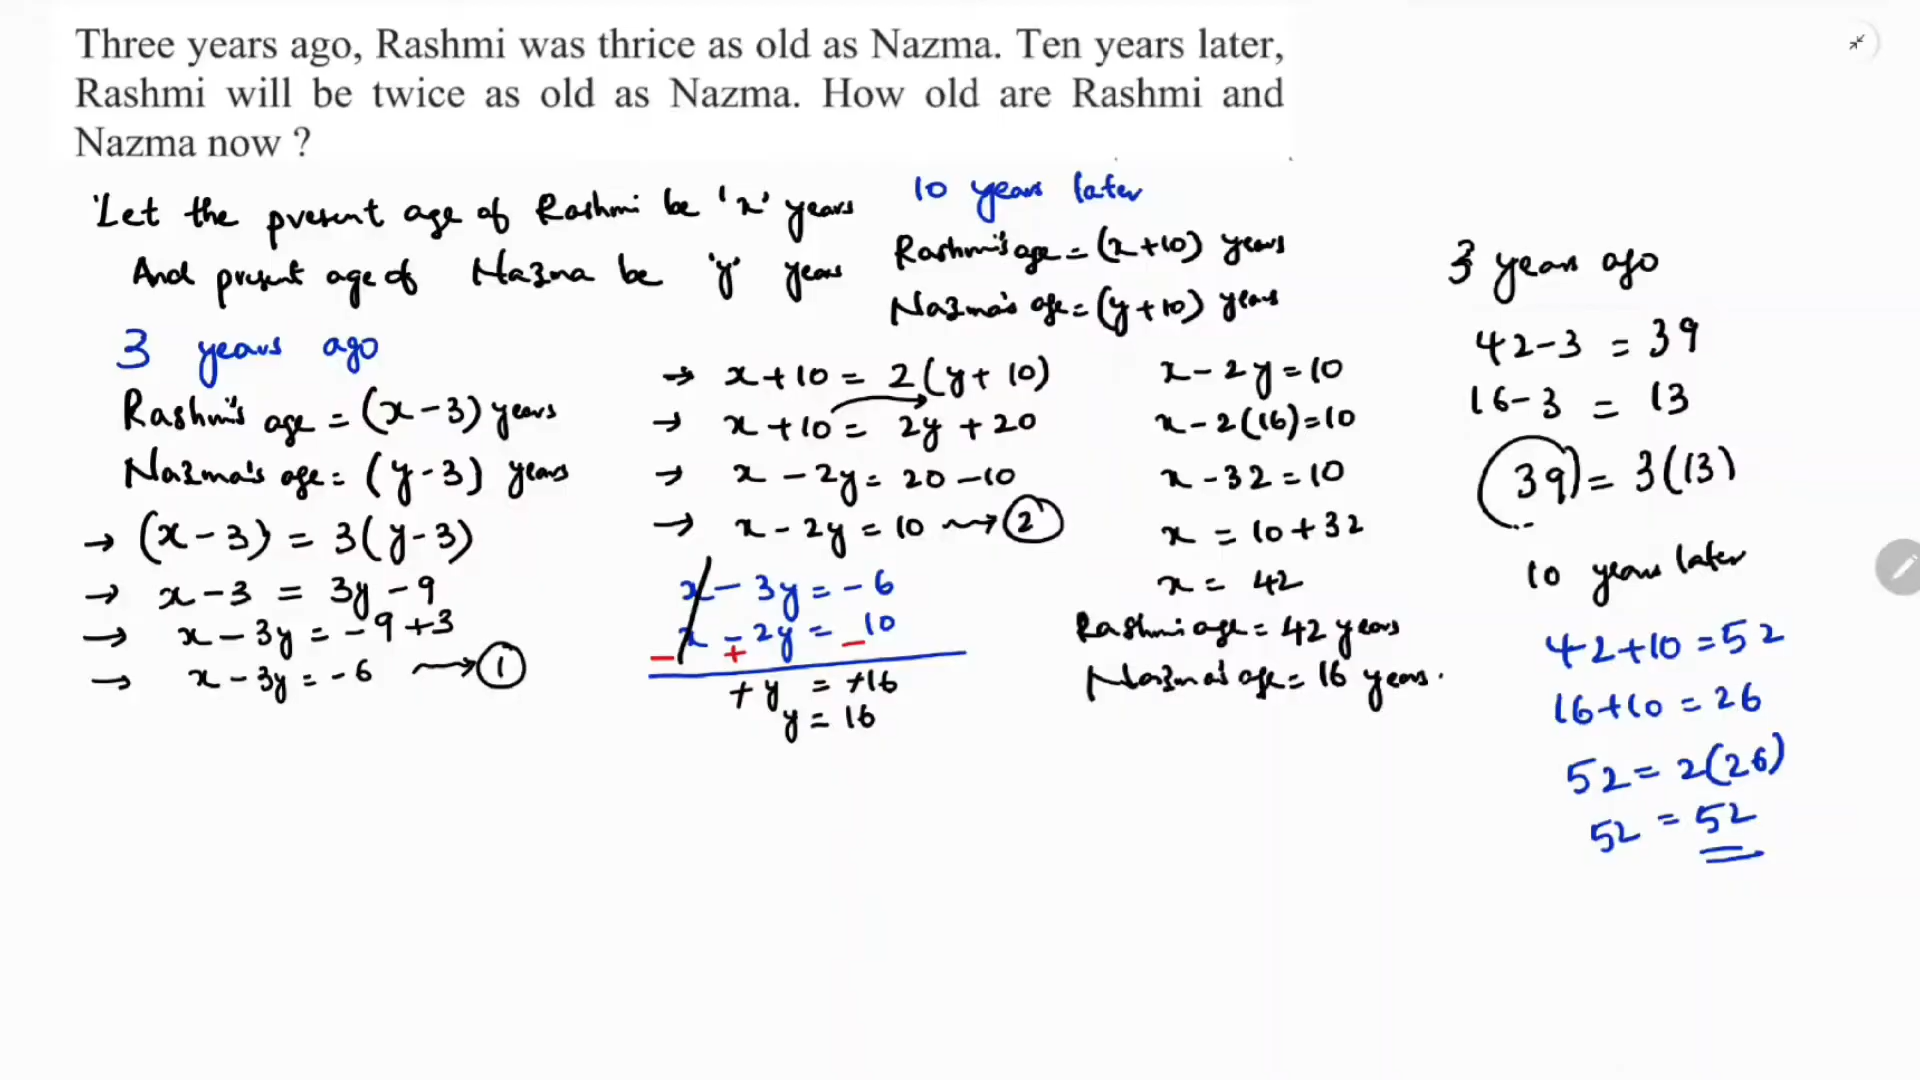 Three years ago, Rashmi was thrice as old as Nazma. Ten years later,
Rashmi will be twice as old as Nazma. How old are Rashmi and
Nazma now ?
Let the present age of Rashmi be 'x' years
And present age of Nazma be 'y' years
3 years ago
Rashmi's age = (x-3) years
Nazma's age = (y-3) years
→ (x-3) = 3(y-3)
→ x-3 = 3y-9
→ x-3y = -9+3
→ x-3y = -6 → 1
10 years later
Rashmi's age = (x+10) years
Nazma's age = (y+10) years
→ x+10 = 2(y+10)
→ x+10 = 2y+20
→ x-2y = 20-10
→ x-2y = 10 → 2
x-3y = -6
x-2y = 10
- + -
+y = +16
y = 16
x-2y = 10
x-2(16) = 10
x-32 = 10
x = 10+32
x = 42
Rashmi age = 42 years
Nazma's age = 16 years.
3 years ago
42-3 = 39
16-3 = 13
39 = 3(13)
10 years later
42+10 = 52
16+10 = 26
52 = 2(26)
52 = 52